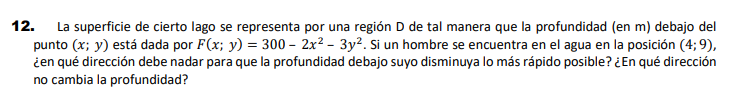 12. La superficie de cierto lago se representa por una región D de tal manera que la profundidad (en m) debajo del
punto (x; y) está dada por F(x; y) = 300 − 2x² − 3y². Si un hombre se encuentra en el agua en la posición (4; 9),
¿en qué dirección debe nadar para que la profundidad debajo suyo disminuya lo más rápido posible? ¿En qué dirección
no cambia la profundidad?